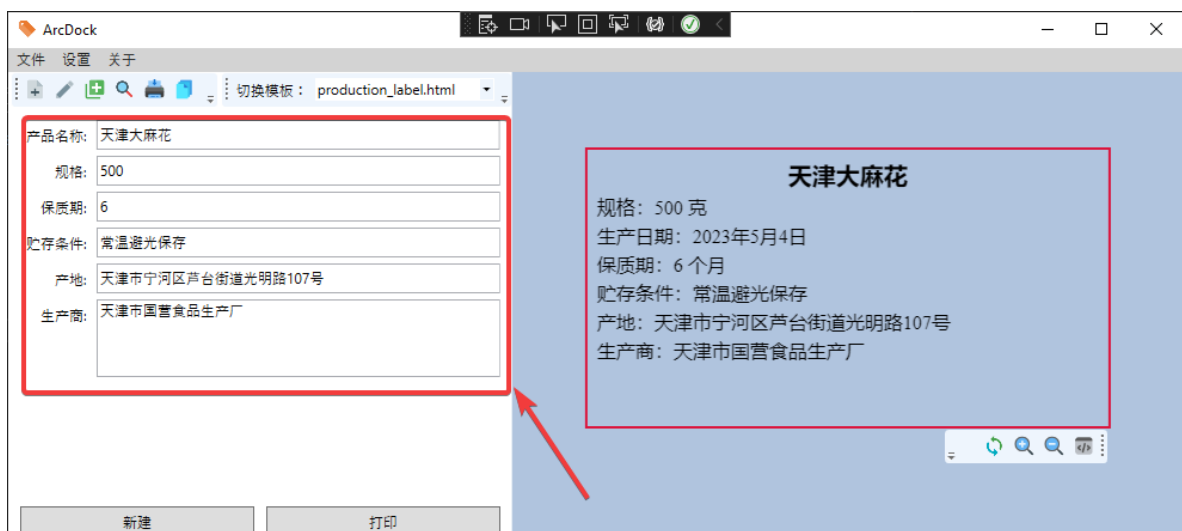 ArcDock
文件 设置 关于
切换模板： production_label.html
产品名称: 天津大麻花
规格: 500
保质期: 6
贮存条件: 常温避光保存
产地: 天津市宁河区芦台街道光明路107号
生产商: 天津市国营食品生产厂
新建 打印
天津大麻花
规格：500 克
生产日期：2023年5月4日
保质期：6 个月
贮存条件：常温避光保存
产地：天津市宁河区芦台街道光明路107号
生产商：天津市国营食品生产厂